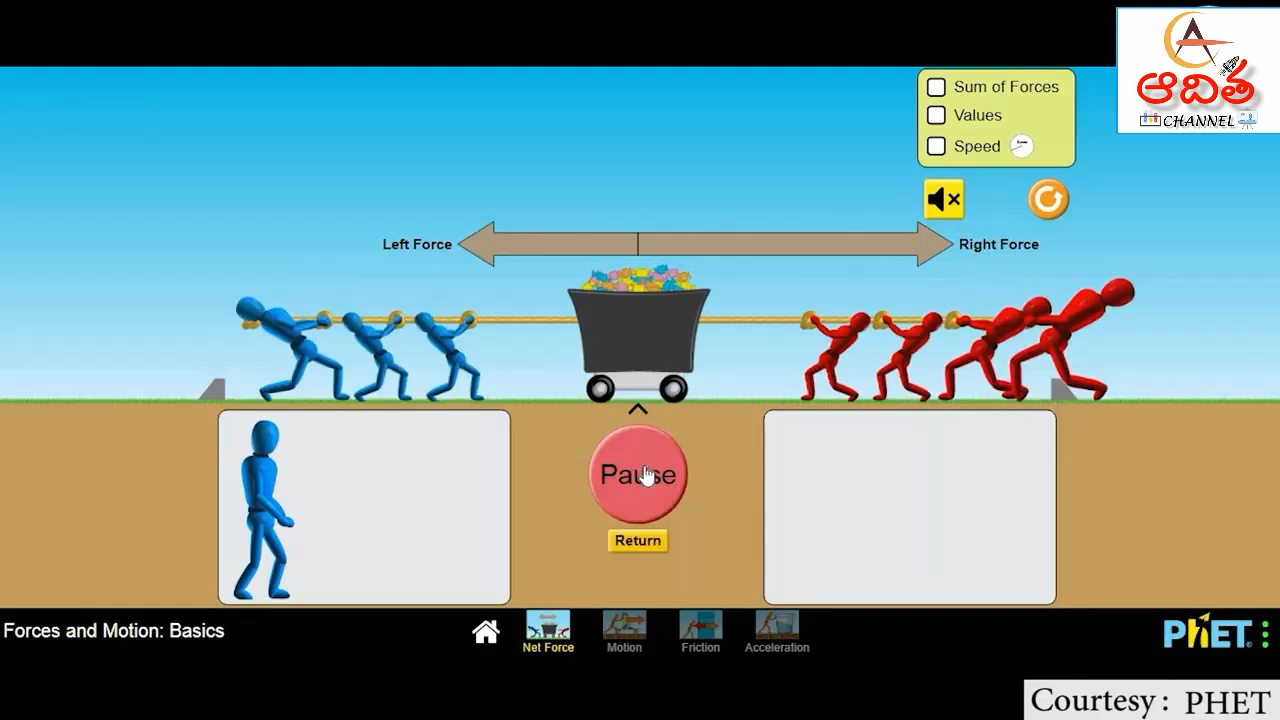 Sum of Forces
Values
Speed
ఆదిత్య
CHANNEL
Left Force
Right Force
Pause
Return
Forces and Motion: Basics
Net Force
Motion
Friction
Acceleration
PHET
Courtesy: PHET